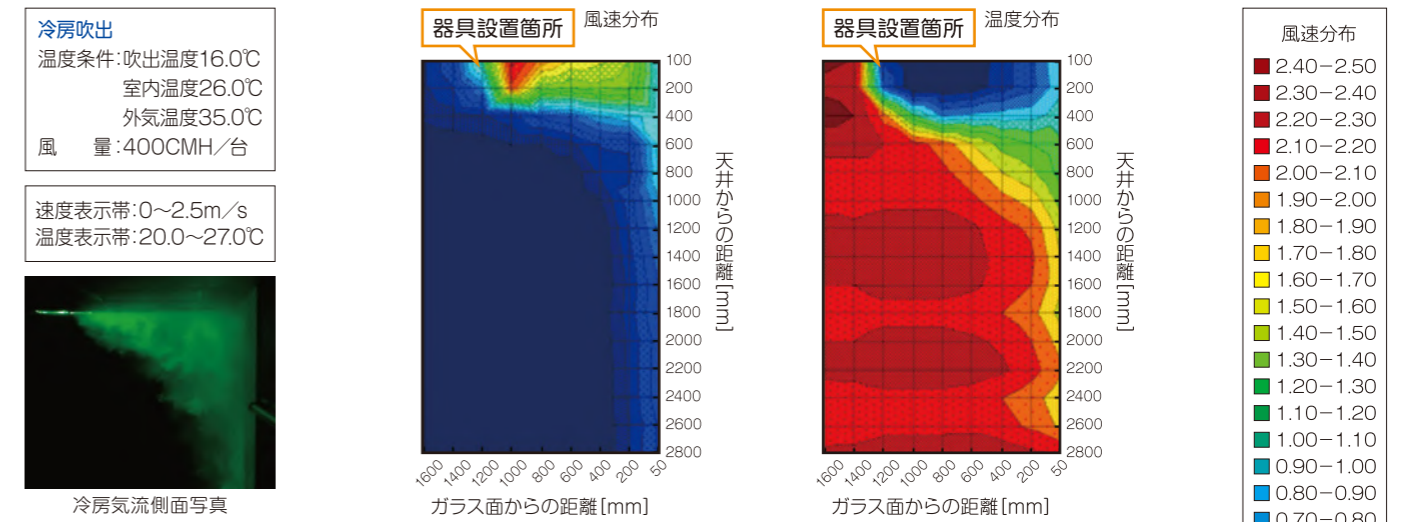 冷房吹出
温度条件:吹出温度16.0℃
室内温度26.0℃
外気温度35.0℃
風　量:400CMH／台
速度表示帯:0〜2.5m／s
温度表示帯:20.0〜27.0℃
冷房気流側面写真
器具設置箇所
風速分布
100
200
400
600
800
1000
1200
1400
1600
1800
2000
2200
2400
2600
2800
天井からの距離[mm]
1600 1400 1200 1000 800 600 400 200 50
ガラス面からの距離[mm]
器具設置箇所
温度分布
100
200
400
600
800
1000
1200
1400
1600
1800
2000
2200
2400
2600
2800
天井からの距離[mm]
1600 1400 1200 1000 800 600 400 200 50
ガラス面からの距離[mm]
風速分布
2.40−2.50
2.30−2.40
2.20−2.30
2.10−2.20
2.00−2.10
1.90−2.00
1.80−1.90
1.70−1.80
1.60−1.70
1.50−1.60
1.40−1.50
1.30−1.40
1.20−1.30
1.10−1.20
1.00−1.10
0.90−1.00
0.80−0.90
0.70−0.80